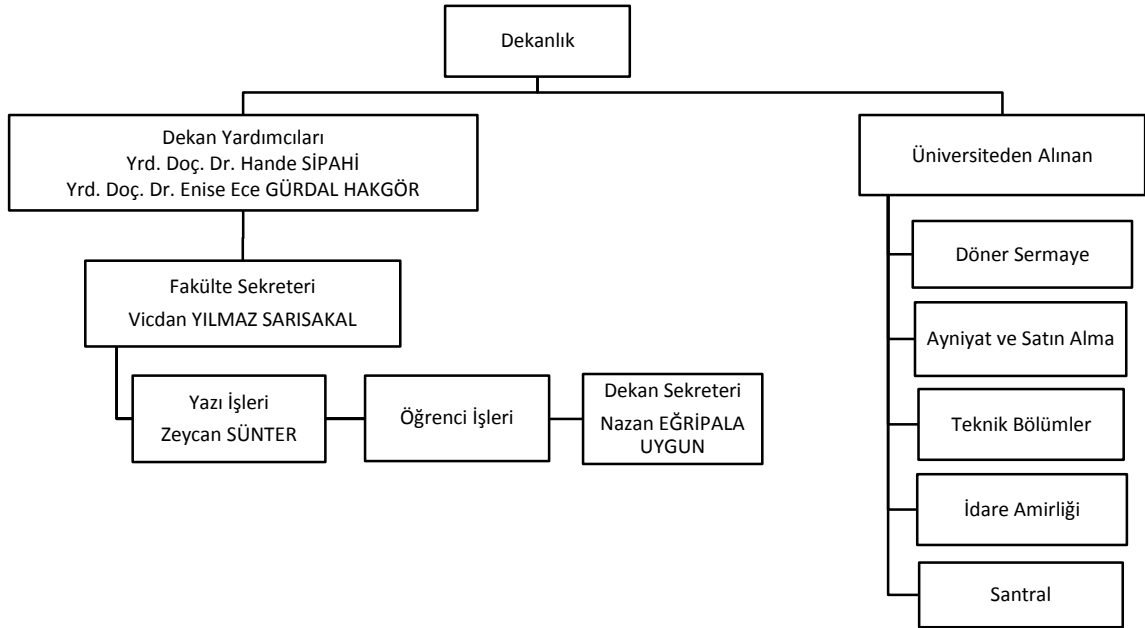 Dekanlık
Dekan Yardımcıları
Yrd. Doç. Dr. Hande SİPAHİ
Yrd. Doç. Dr. Enise Ece GÜRDAL HAKGÖR
Üniversiteden Alınan
Fakülte Sekreteri
Vicdan YILMAZ SARISAKAL
Yazı İşleri
Zeycan SÜNTER
Öğrenci İşleri
Dekan Sekreteri
Nazan EĞRİPALA
UYGUN
Döner Sermaye
Ayniyat ve Satın Alma
Teknik Bölümler
İdare Amirliği
Santral